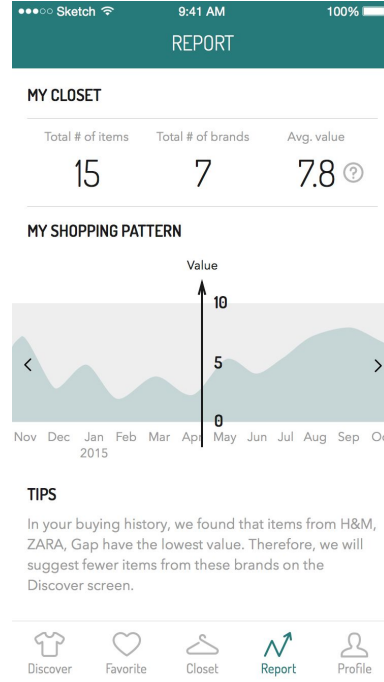 Sketch 9:41 AM 100%
REPORT
MY CLOSET
Total # of items Total # of brands Avg. value
15 7 7.8 ?
MY SHOPPING PATTERN
Value
10
5
0
Nov Dec Jan Feb Mar Apr May Jun Jul Aug Sep
2015
TIPS
In your buying history, we found that items from H&M,
ZARA, Gap have the lowest value. Therefore, we will
suggest fewer items from these brands on the
Discover screen.
Discover Favorite Closet Report Profile